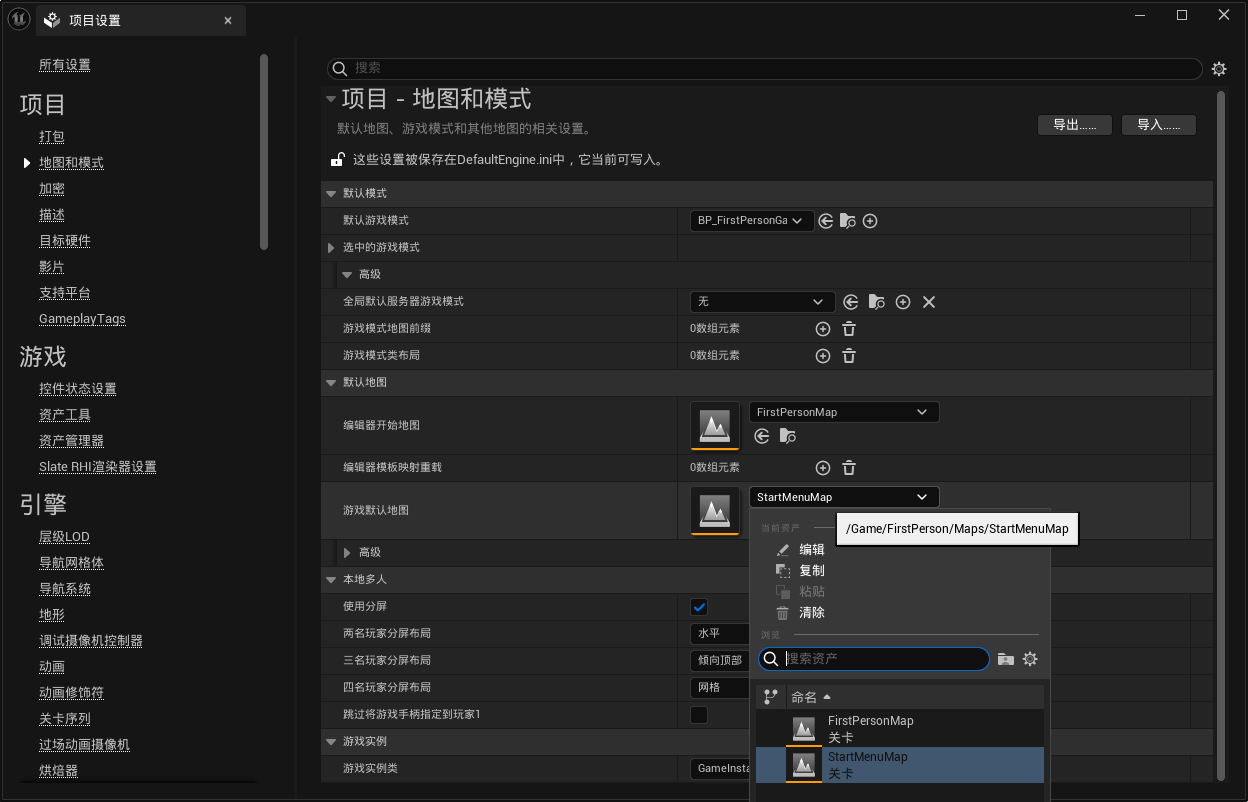 项目设置
所有设置
项目
打包
地图和模式
加密
描述
目标硬件
影片
支持平台
GameplayTags
游戏
控件状态设置
资产工具
资产管理器
Slate RHI渲染器设置
引擎
层级LOD
导航网格体
导航系统
地形
调试摄像机控制器
动画
动画修饰符
关卡序列
过场动画摄像机
烘焙器
搜索
项目 - 地图和模式
默认地图、游戏模式和其他地图的相关设置。
导出……
导入……
这些设置被保存在DefaultEngine.ini中，它当前可写入。
默认模式
默认游戏模式
BP_FirstPersonGa
选中的游戏模式
高级
全局默认服务器游戏模式
无
游戏模式地图前缀
0数组元素
游戏模式类布局
0数组元素
默认地图
编辑器开始地图
FirstPersonMap
编辑器模板映射重载
0数组元素
游戏默认地图
StartMenuMap
当前资产
/Game/FirstPerson/Maps/StartMenuMap
编辑
复制
粘贴
清除
浏览
搜索资产
命名
FirstPersonMap
关卡
StartMenuMap
关卡
高级
本地多人
使用分屏
两名玩家分屏布局
水平
三名玩家分屏布局
倾向顶部
四名玩家分屏布局
网格
跳过将游戏手柄指定到玩家1
游戏实例
游戏实例类
GameInsta